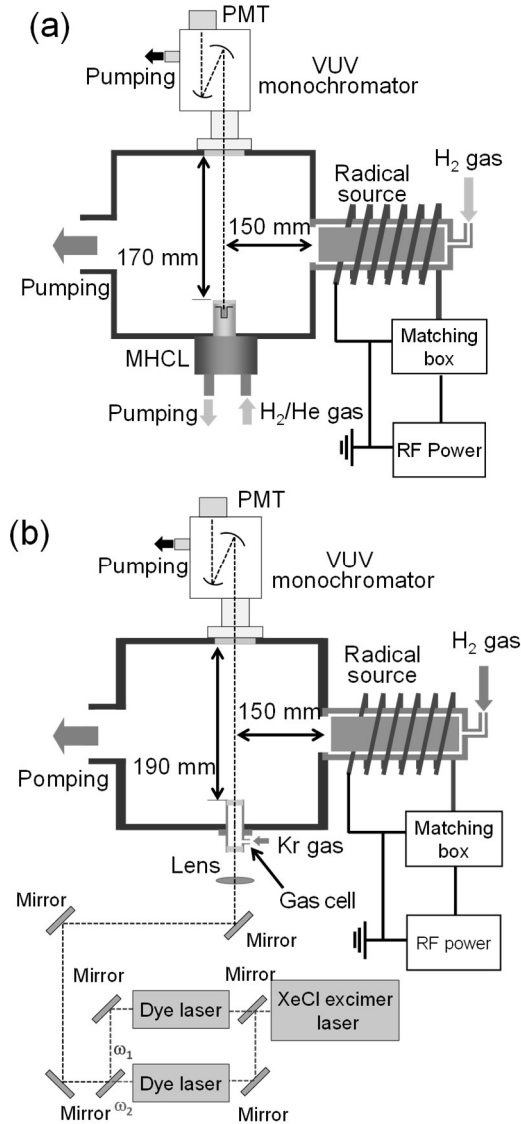 (a)
PMT
Pumping
VUV
monochromator
H2 gas
Radical
source
150 mm
170 mm
Pumping
MHCL
Matching
box
Pumping
H2/He gas
RF Power
(b)
PMT
Pumping
VUV
monochromator
H2 gas
Radical
source
150 mm
190 mm
Pomping
Kr gas
Matching
box
Lens
Gas cell
Mirror
Mirror
RF power
Mirror
Mirror
Dye laser
XeCl excimer
laser
ω1
Dye laser
Mirror
ω2